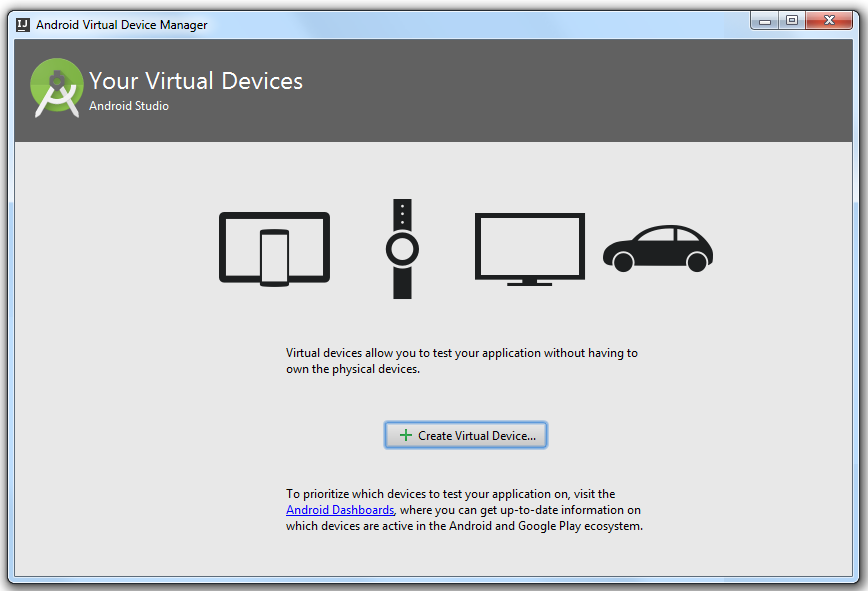 IJ Android Virtual Device Manager
Your Virtual Devices
Android Studio
Virtual devices allow you to test your application without having to
own the physical devices.
Create Virtual Device...
To prioritize which devices to test your application on, visit the
Android Dashboards, where you can get up-to-date information on
which devices are active in the Android and Google Play ecosystem.